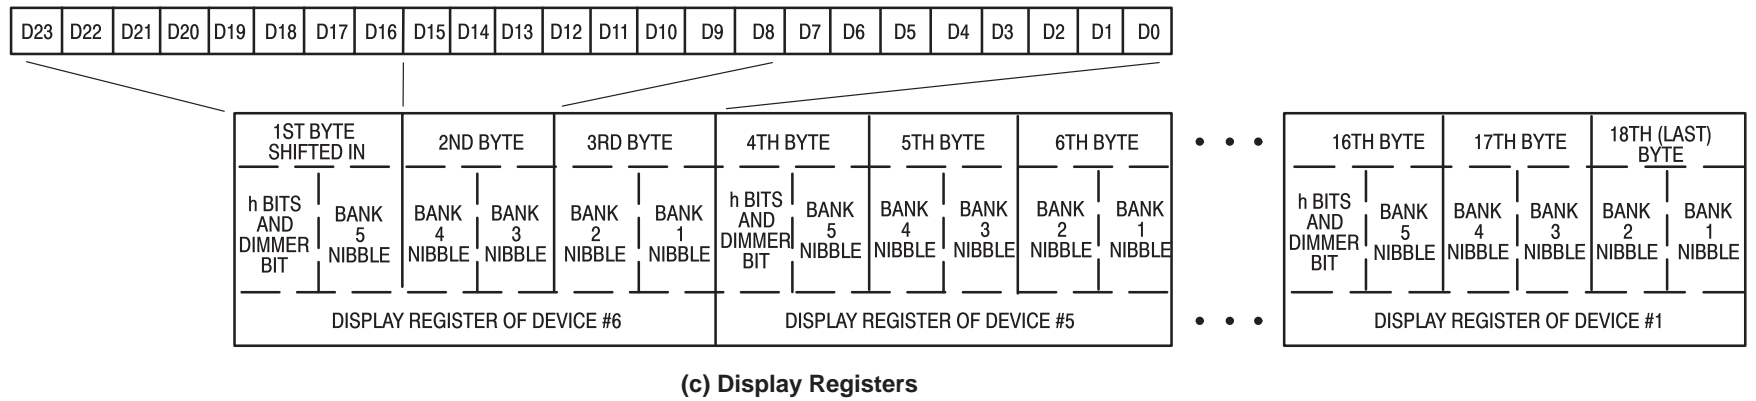 D23 D22 D21 D20 D19 D18 D17 D16 D15 D14 D13 D12 D11 D10 D9 D8 D7 D6 D5 D4 D3 D2 D1 D0
1ST BYTE
SHIFTED IN
2ND BYTE
3RD BYTE
4TH BYTE
5TH BYTE
6TH BYTE
• • •
16TH BYTE
17TH BYTE
18TH (LAST)
BYTE
h BITS
AND
DIMMER
BIT
BANK
5
NIBBLE
BANK
4
NIBBLE
BANK
3
NIBBLE
BANK
2
NIBBLE
BANK
1
NIBBLE
h BITS
AND
DIMMER
BIT
BANK
5
NIBBLE
BANK
4
NIBBLE
BANK
3
NIBBLE
BANK
2
NIBBLE
BANK
1
NIBBLE
h BITS
AND
DIMMER
BIT
BANK
5
NIBBLE
BANK
4
NIBBLE
BANK
3
NIBBLE
BANK
2
NIBBLE
BANK
1
NIBBLE
DISPLAY REGISTER OF DEVICE #6
DISPLAY REGISTER OF DEVICE #5
• • •
DISPLAY REGISTER OF DEVICE #1
(c) Display Registers